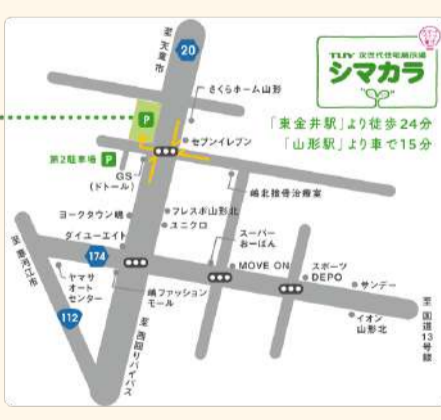 至 天童市
20
TUY 次世代住宅展示場
シマカラ
「東金井駅」より徒歩24分
「山形駅」より車で15分
さくらホーム山形
P
セブンイレブン
第2駐車場 P
GS
(ドトール)
嶋北接骨治療室
ヨークタウン嶋
フレスポ山形北
ユニクロ
ダイユーエイト
スーパー
おーばん
至 寒河江市
174
MOVE ON
スポーツ
DEPO
サンデー
ヤマサ
オート
センター
嶋ファッション
モール
イオン
山形北
112
至 西回りバイパス
至 国道13号線